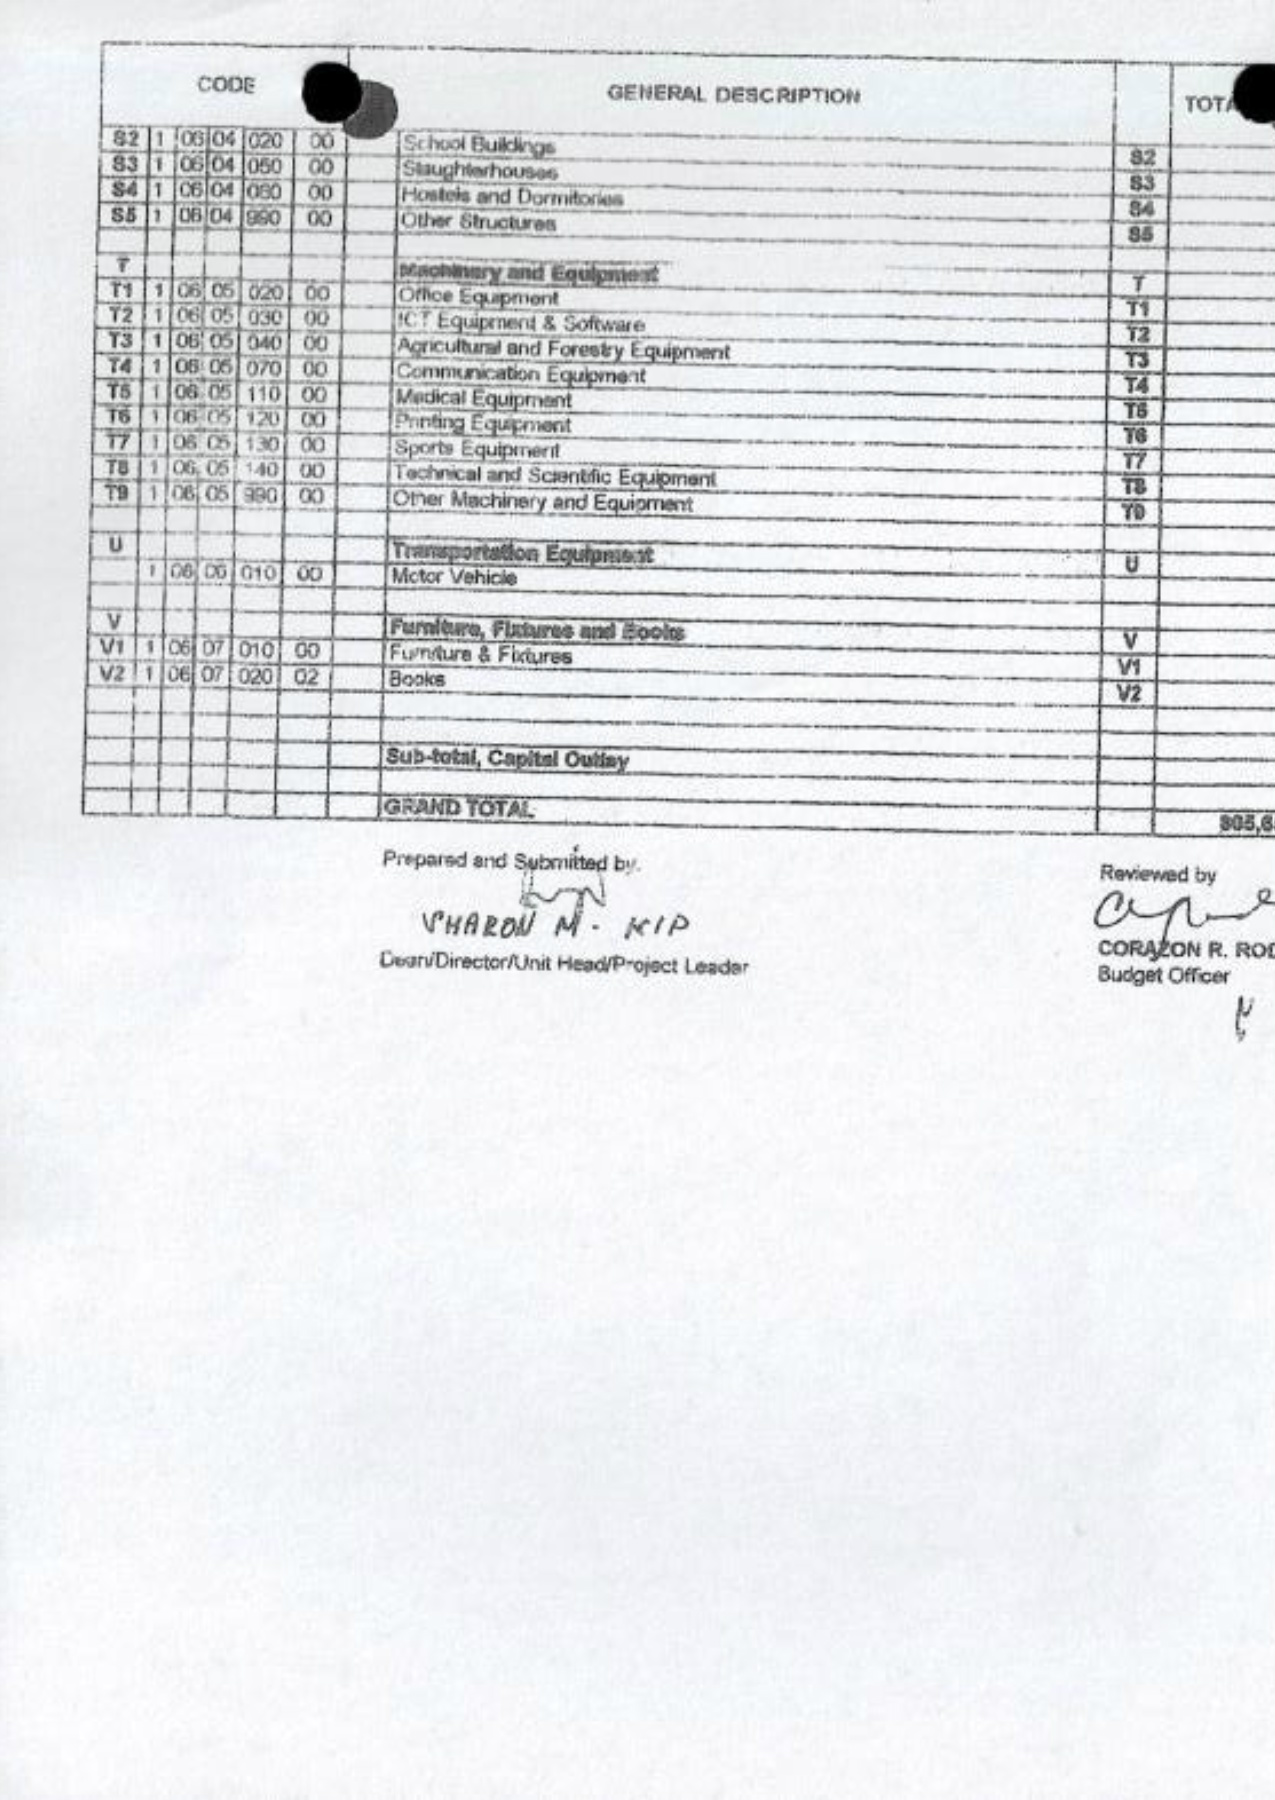 CODE GENERAL DESCRIPTION
S2 1 06 04 020 00 School Buildings S2
S3 1 06 04 050 00 Slaughterhouses S3
S4 1 06 04 060 00 Hostels and Dormitories S4
S5 1 06 04 990 00 Other Structures S5
T Machinery and Equipment T
T1 1 06 05 020 00 Office Equipment T1
T2 1 06 05 030 00 ICT Equipment & Software T2
T3 1 06 05 040 00 Agricultural and Forestry Equipment T3
T4 1 06 05 070 00 Communication Equipment T4
T5 1 06 05 110 00 Medical Equipment T5
T6 1 06 05 120 00 Printing Equipment T6
T7 1 06 05 130 00 Sports Equipment T7
T8 1 06 05 140 00 Technical and Scientific Equipment T8
T9 1 06 05 990 00 Other Machinery and Equipment T9
U Transportation Equipment U
1 06 06 010 00 Motor Vehicle
V Furniture, Fixtures and Books V
V1 1 06 07 010 00 Furniture & Fixtures V1
V2 1 06 07 020 02 Books V2
Sub-total, Capital Outlay
GRAND TOTAL
Prepared and Submitted by.
SHARON M. KIP
Dean/Director/Unit Head/Project Leader
Reviewed by
CORAZON R.
Budget Officer